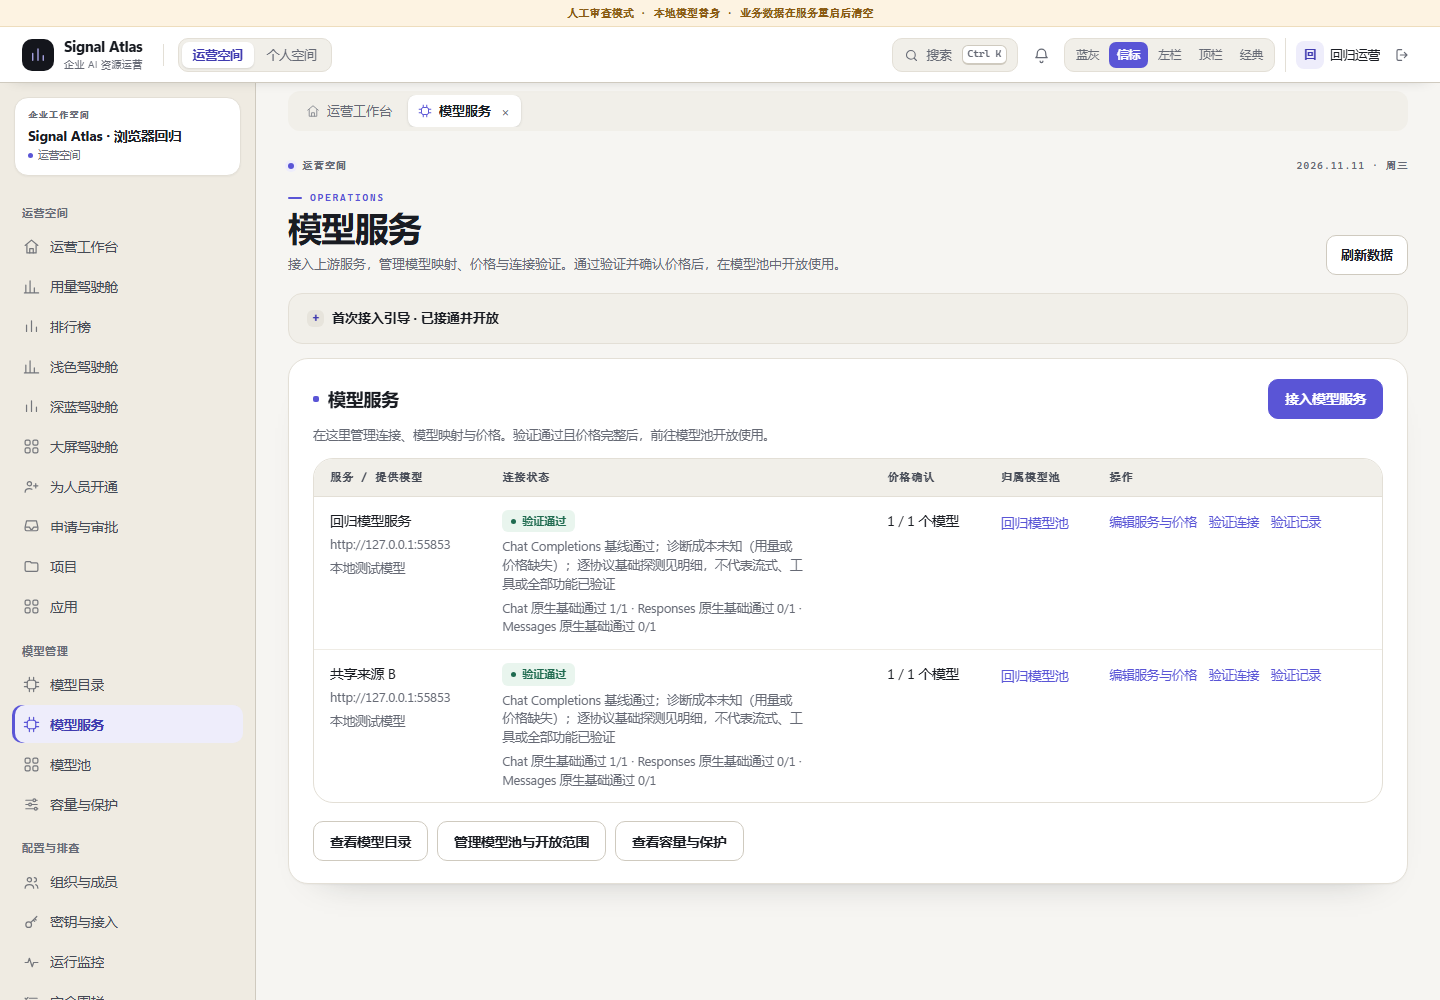 人工审查模式 · 本地模型替身 · 业务数据在服务重启后清空
Signal Atlas
企业 AI 资源运营
运营空间
个人空间
搜索
Ctrl K
蓝灰
信标
左栏
顶栏
经典
回
回归运营
企业工作空间
Signal Atlas · 浏览器回归
运营空间
运营空间
运营工作台
用量驾驶舱
排行榜
浅色驾驶舱
深蓝驾驶舱
大屏驾驶舱
为人员开通
申请与审批
项目
应用
模型管理
模型目录
模型服务
模型池
容量与保护
配置与排查
组织与成员
密钥与接入
运行监控
运营工作台
模型服务 ×
运营空间
2026.11.11 · 周三
OPERATIONS
模型服务
接入上游服务，管理模型映射、价格与连接验证。通过验证并确认价格后，在模型池中开放使用。
刷新数据
+ 首次接入引导 · 已接通并开放
模型服务
接入模型服务
在这里管理连接、模型映射与价格。验证通过且价格完整后，前往模型池开放使用。
服务 / 提供模型
连接状态
价格确认
归属模型池
操作
回归模型服务
http://127.0.0.1:55853
本地测试模型
验证通过
Chat Completions 基线通过；诊断成本未知（用量或
价格缺失）；逐协议基础探测见明细，不代表流式、工
具或全部功能已验证
Chat 原生基础通过 1/1 · Responses 原生基础通过 0/1 ·
Messages 原生基础通过 0/1
1 / 1 个模型
回归模型池
编辑服务与价格 验证连接 验证记录
共享来源 B
http://127.0.0.1:55853
本地测试模型
验证通过
Chat Completions 基线通过；诊断成本未知（用量或
价格缺失）；逐协议基础探测见明细，不代表流式、工
具或全部功能已验证
Chat 原生基础通过 1/1 · Responses 原生基础通过 0/1 ·
Messages 原生基础通过 0/1
1 / 1 个模型
回归模型池
编辑服务与价格 验证连接 验证记录
查看模型目录
管理模型池与开放范围
查看容量与保护